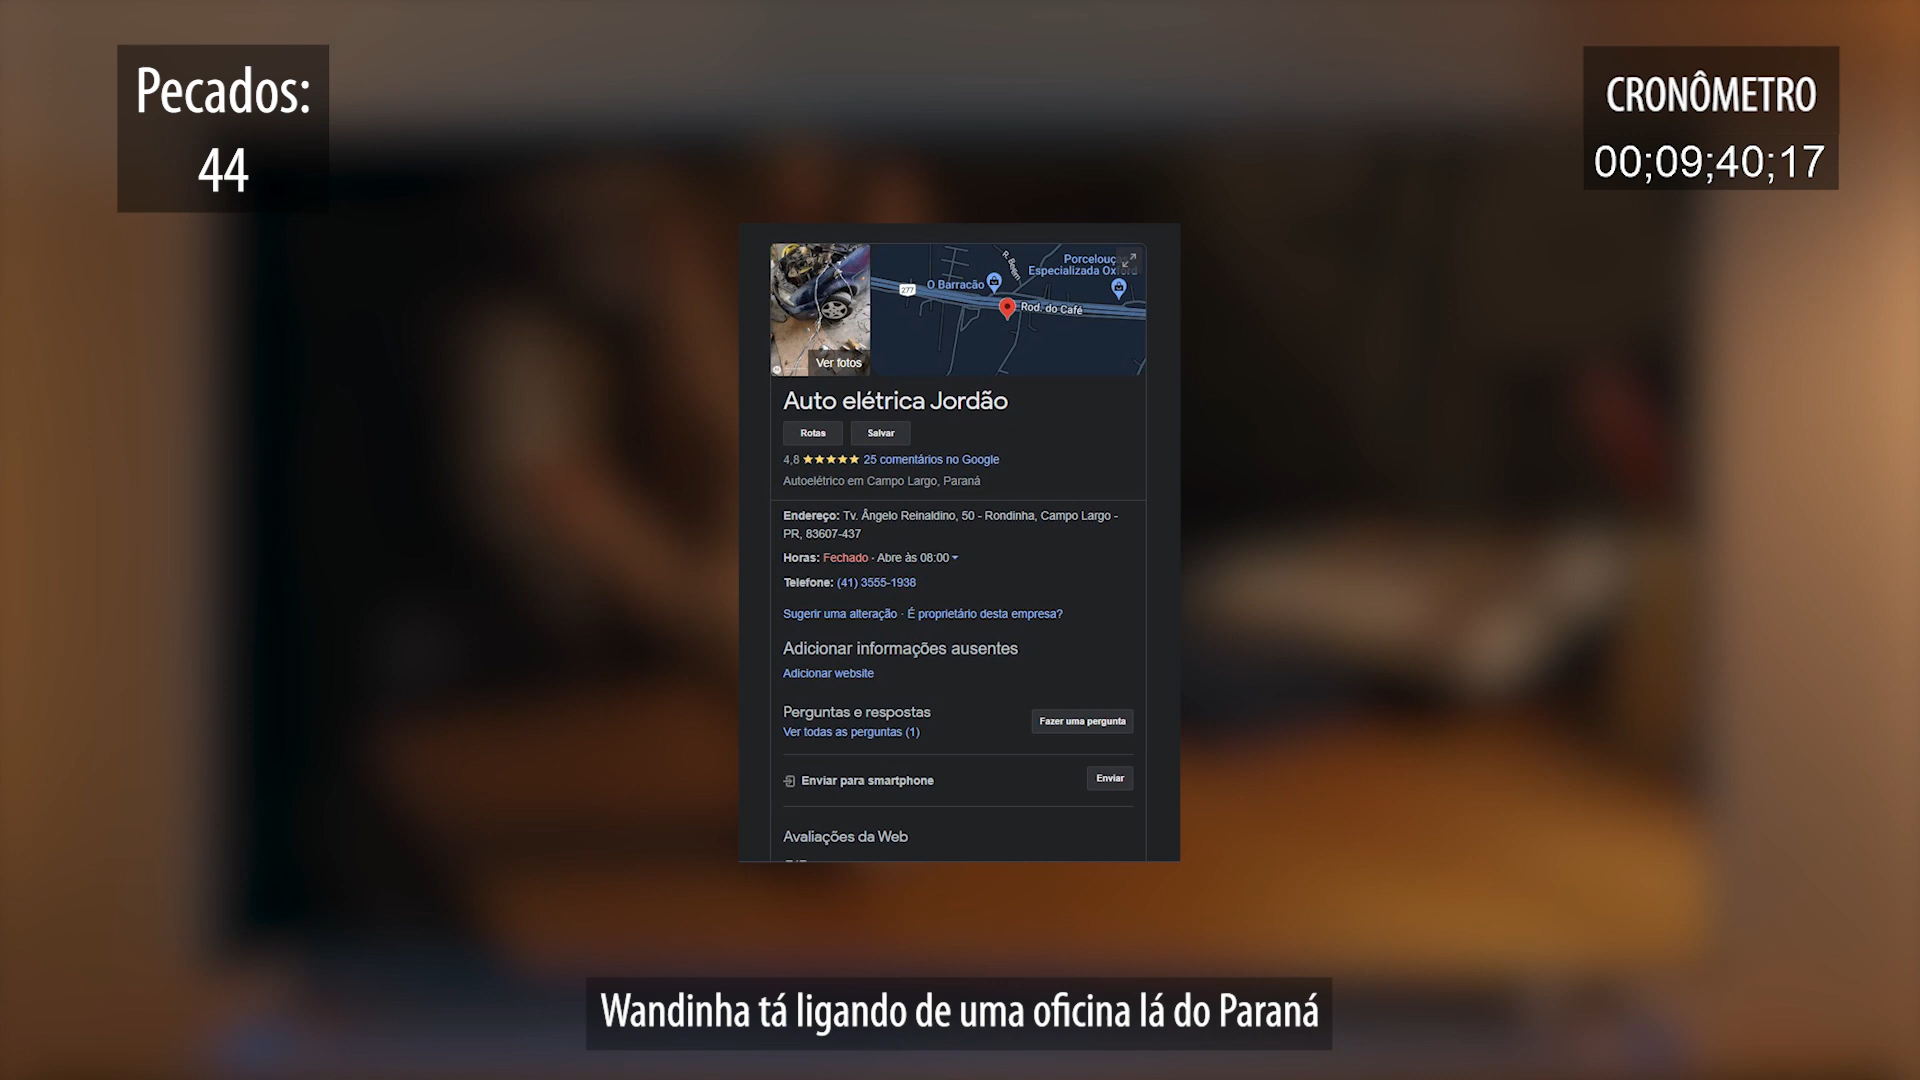 Pecados:
44
CRONÔMETRO
00;09;40;17
Porcelouç
Especializada Oxford
R. Belém
277
O Barracão
Rod. do Café
Ver fotos
Auto elétrica Jordão
Rotas
Salvar
4,8 ★★★★★ 25 comentários no Google
Autoelétrico em Campo Largo, Paraná
Endereço: Tv. Ângelo Reinaldino, 50 - Rondinha, Campo Largo -
PR, 83607-437
Horas: Fechado · Abre às 08:00
Telefone: (41) 3555-1938
Sugerir uma alteração · É proprietário desta empresa?
Adicionar informações ausentes
Adicionar website
Perguntas e respostas
Fazer uma pergunta
Ver todas as perguntas (1)
Enviar para smartphone
Enviar
Avaliações da Web
Wandinha tá ligando de uma oficina lá do Paraná